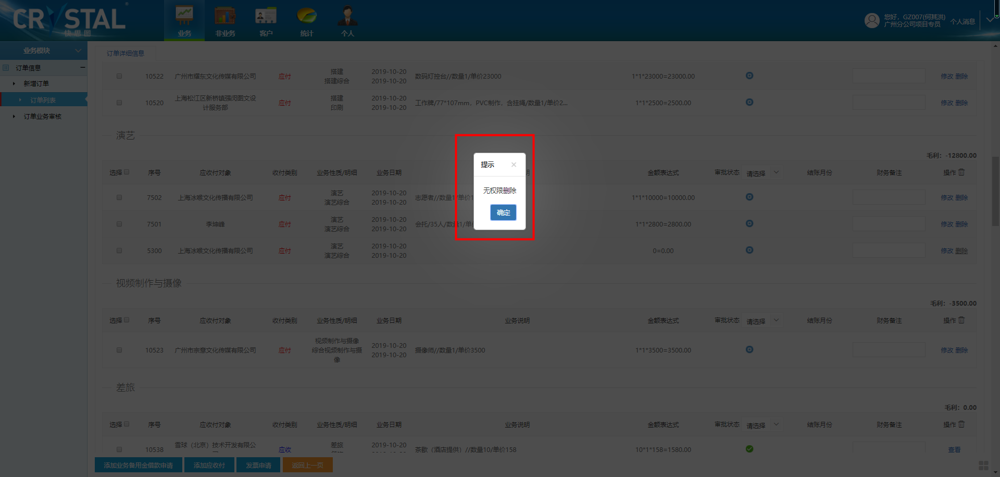 CRYSTAL
快思图
®
业务
非业务
客户
统计
个人
您好，GZ007(何其洪)
广州分公司项目专员
个人消息
业务模块
订单信息
新增订单
订单列表
订单业务审核
订单详细信息
10522 广州市耀东文化传媒有限公司 应付 搭建 搭建综合 2019-10-20 2019-10-20 数码灯控台//数量1/单价23000 1*1*23000=23000.00 修改 删除
10520 上海松江区新桥镇强闵图文设计服务部 应付 搭建 印刷 2019-10-20 2019-10-20 工作牌/77*107mm，PVC制作，含挂绳/数量1/单价2... 1*1*2500=2500.00 修改 删除
演艺
毛利：-12800.00
选择 序号 应收付对象 收付类别 业务性质/明细 业务日期 明 金额表达式 审批状态 请选择 结账月份 财务备注 操作
7502 上海冰喉文化传播有限公司 应付 演艺 演艺综合 2019-10-20 2019-10-20 志愿者//数量1/单价1 1*1*10000=10000.00 修改 删除
7501 李坤峰 应付 演艺 演艺综合 2019-10-20 2019-10-20 会托/35人/数量1/单价 1*1*2800=2800.00 修改 删除
5300 上海冰喉文化传播有限公司 应付 演艺 演艺综合 2019-10-20 2019-10-20 0=0.00 修改 删除
提示 ×
无权限删除
确定
视频制作与摄像
毛利：-3500.00
选择 序号 应收付对象 收付类别 业务性质/明细 业务日期 业务说明 金额表达式 审批状态 请选择 结账月份 财务备注 操作
10523 广州市宗意文化传媒有限公司 应付 视频制作与摄像 综合视频制作与摄像 2019-10-20 2019-10-20 摄像师//数量1/单价3500 1*1*3500=3500.00 修改 删除
差旅
毛利：0.00
选择 序号 应收付对象 收付类别 业务性质/明细 业务日期 业务说明 金额表达式 审批状态 请选择 结账月份 财务备注 操作
10538 雪球（北京）技术开发有限公 应收 差旅 2019-10-20 茶歇（酒店提供）//数量10/单价158 10*1*158=1580.00 查看
添加业务备用金借款申请
添加应收付
发票申请
返回上一页